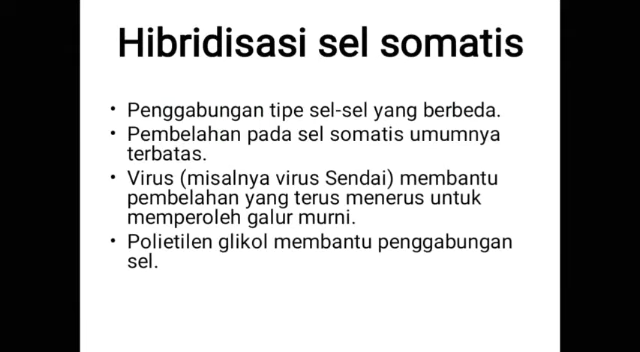 Hibridisasi sel somatis
• Penggabungan tipe sel-sel yang berbeda.
• Pembelahan pada sel somatis umumnya
terbatas.
• Virus (misalnya virus Sendai) membantu
pembelahan yang terus menerus untuk
memperoleh galur murni.
• Polietilen glikol membantu penggabungan
sel.